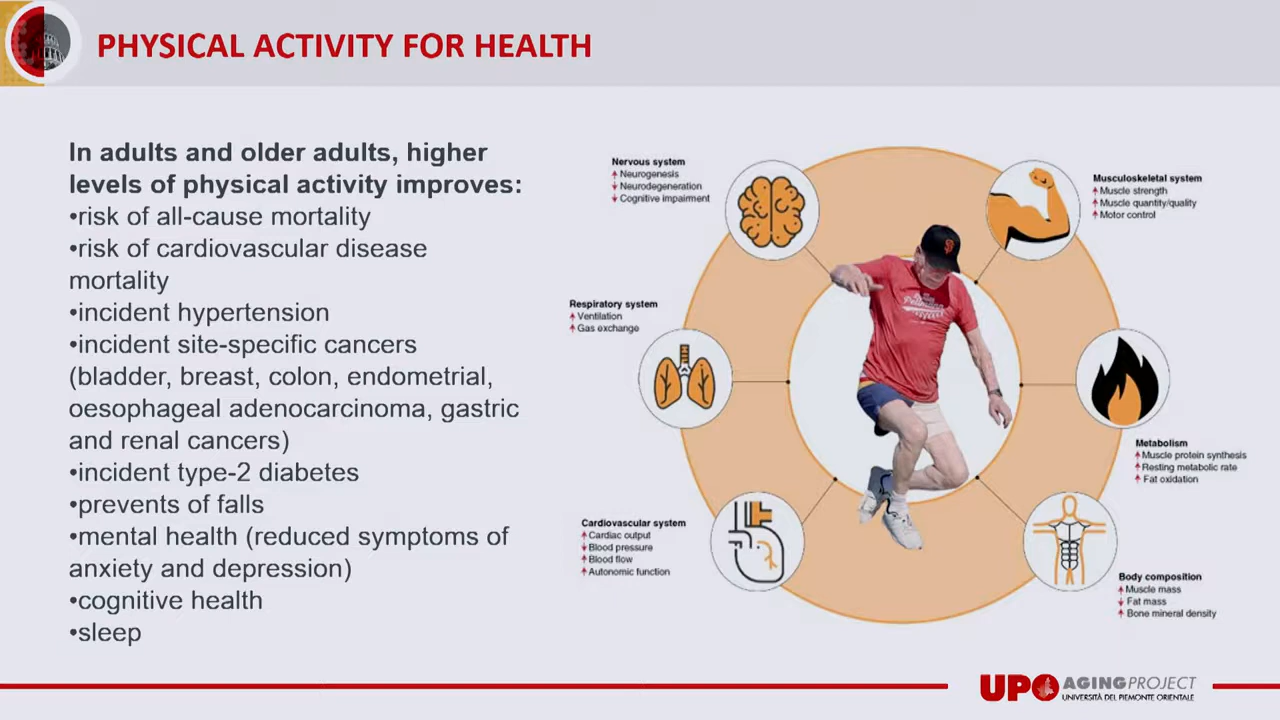 PHYSICAL ACTIVITY FOR HEALTH
In adults and older adults, higher
levels of physical activity improves:
•risk of all-cause mortality
•risk of cardiovascular disease
mortality
•incident hypertension
•incident site-specific cancers
(bladder, breast, colon, endometrial,
oesophageal adenocarcinoma, gastric
and renal cancers)
•incident type-2 diabetes
•prevents of falls
•mental health (reduced symptoms of
anxiety and depression)
•cognitive health
•sleep
Nervous system
↑ Neurogenesis
↓ Neurodegeneration
↓ Cognitive impairment
Musculoskeletal system
↑ Muscle strength
↑ Muscle quantity/quality
↑ Motor control
Respiratory system
↑ Ventilation
↑ Gas exchange
Metabolism
↑ Muscle protein synthesis
↑ Resting metabolic rate
↑ Fat oxidation
Cardiovascular system
↑ Cardiac output
↓ Blood pressure
↑ Blood flow
↑ Autonomic function
Body composition
↑ Muscle mass
↓ Fat mass
↑ Bone mineral density
UPO AGINGPROJECT
UNIVERSITÀ DEL PIEMONTE ORIENTALE